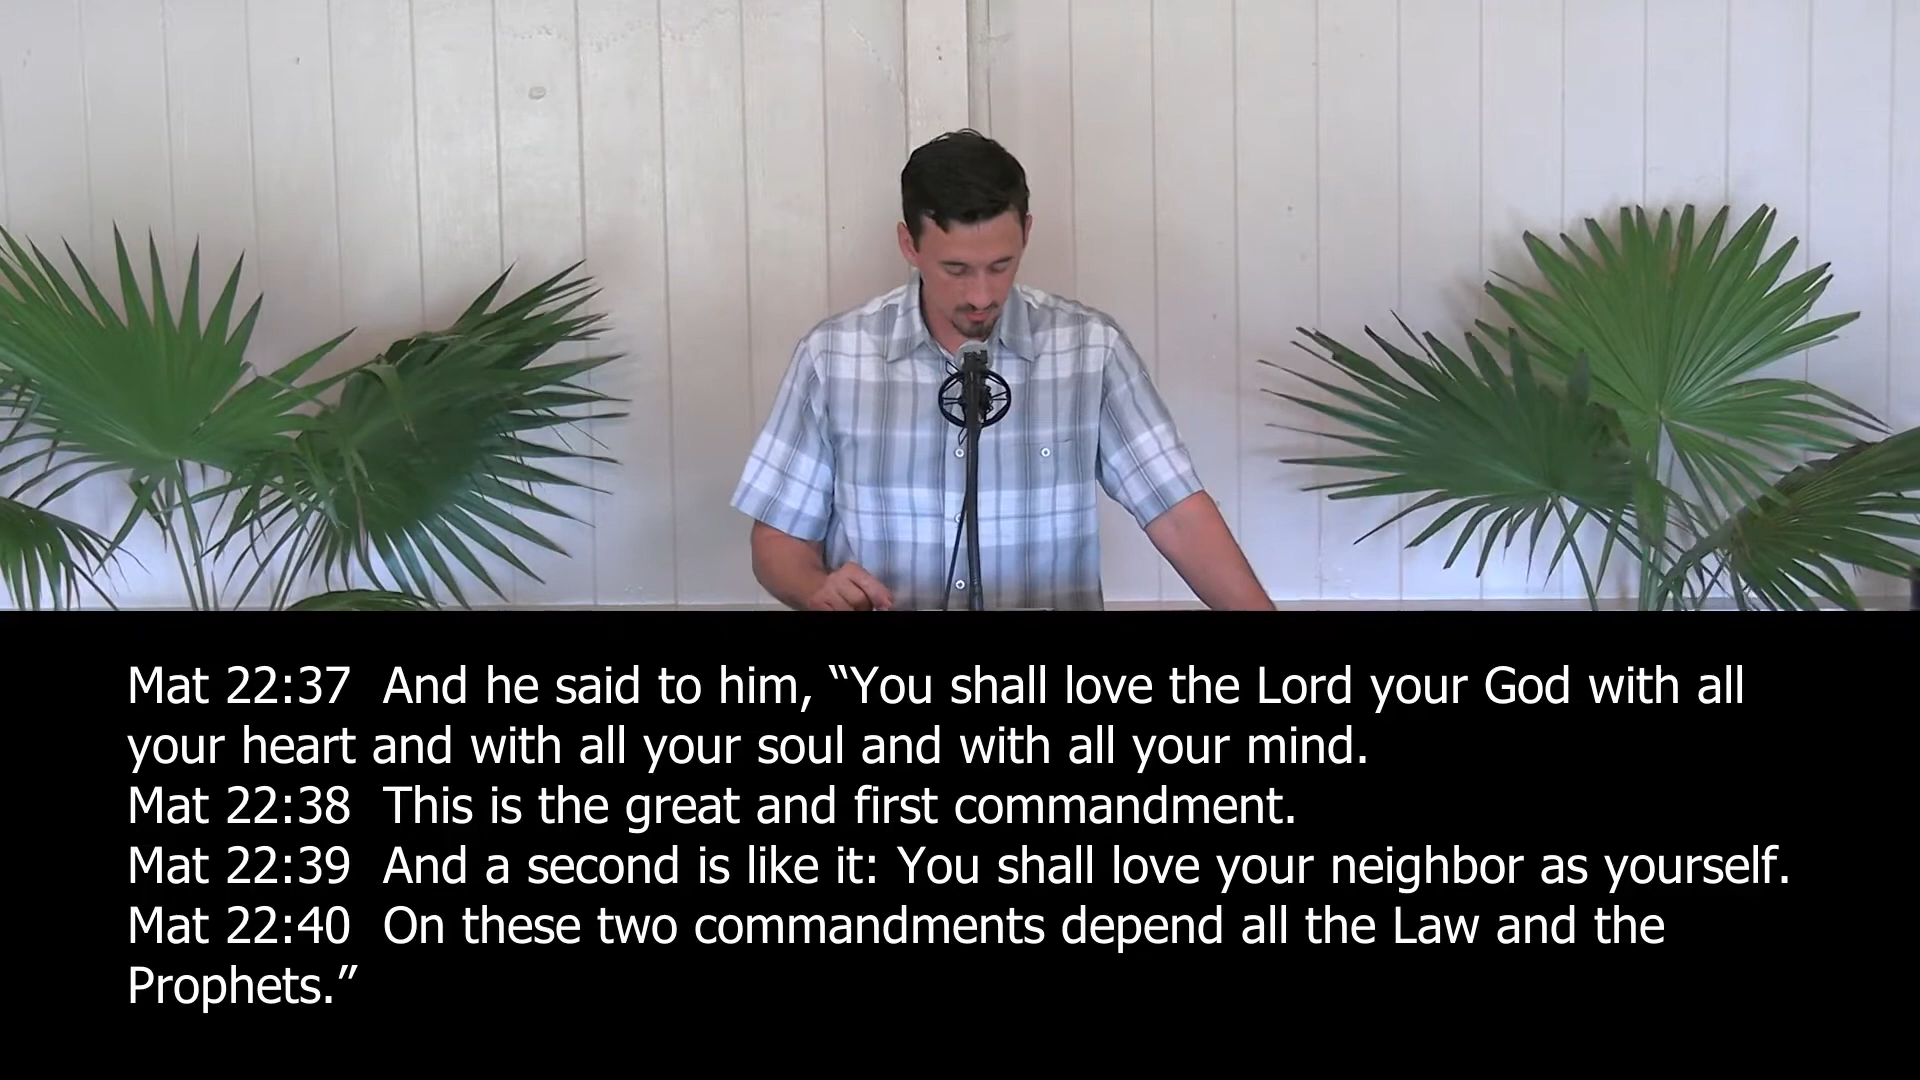 Mat 22:37  And he said to him, “You shall love the Lord your God with all
your heart and with all your soul and with all your mind.
Mat 22:38  This is the great and first commandment.
Mat 22:39  And a second is like it: You shall love your neighbor as yourself.
Mat 22:40  On these two commandments depend all the Law and the
Prophets.”